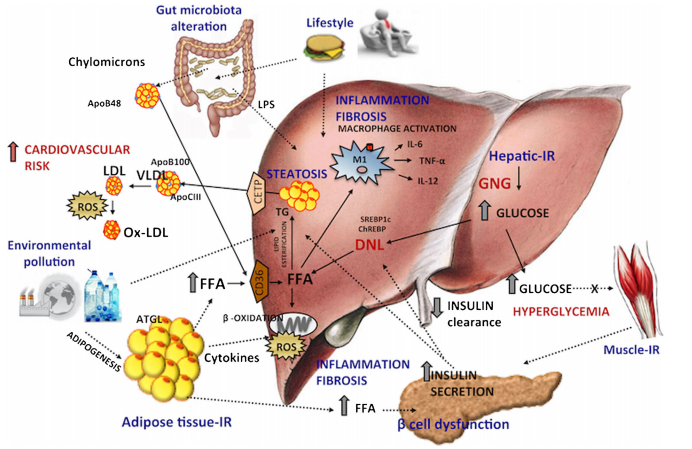 Gut microbiota
alteration
Lifestyle
Chylomicrons
ApoB48
LPS
INFLAMMATION
FIBROSIS
MACROPHAGE ACTIVATION
IL-6
M1
TNF-α
IL-12
CARDIOVASCULAR
RISK
ApoB100
LDL
VLDL
ApoCIII
ROS
Ox-LDL
CETP
STEATOSIS
TG
LIPID
ESTERIFICATION
SREBP1c
ChREBP
DNL
Hepatic-IR
GNG
GLUCOSE
Environmental
pollution
FFA
CD36
FFA
GLUCOSE
X
HYPERGLYCEMIA
INSULIN
clearance
Muscle-IR
ATGL
β-OXIDATION
ROS
ADIPOGENESIS
Cytokines
INFLAMMATION
FIBROSIS
INSULIN
SECRETION
FFA
Adipose tissue-IR
β cell dysfunction